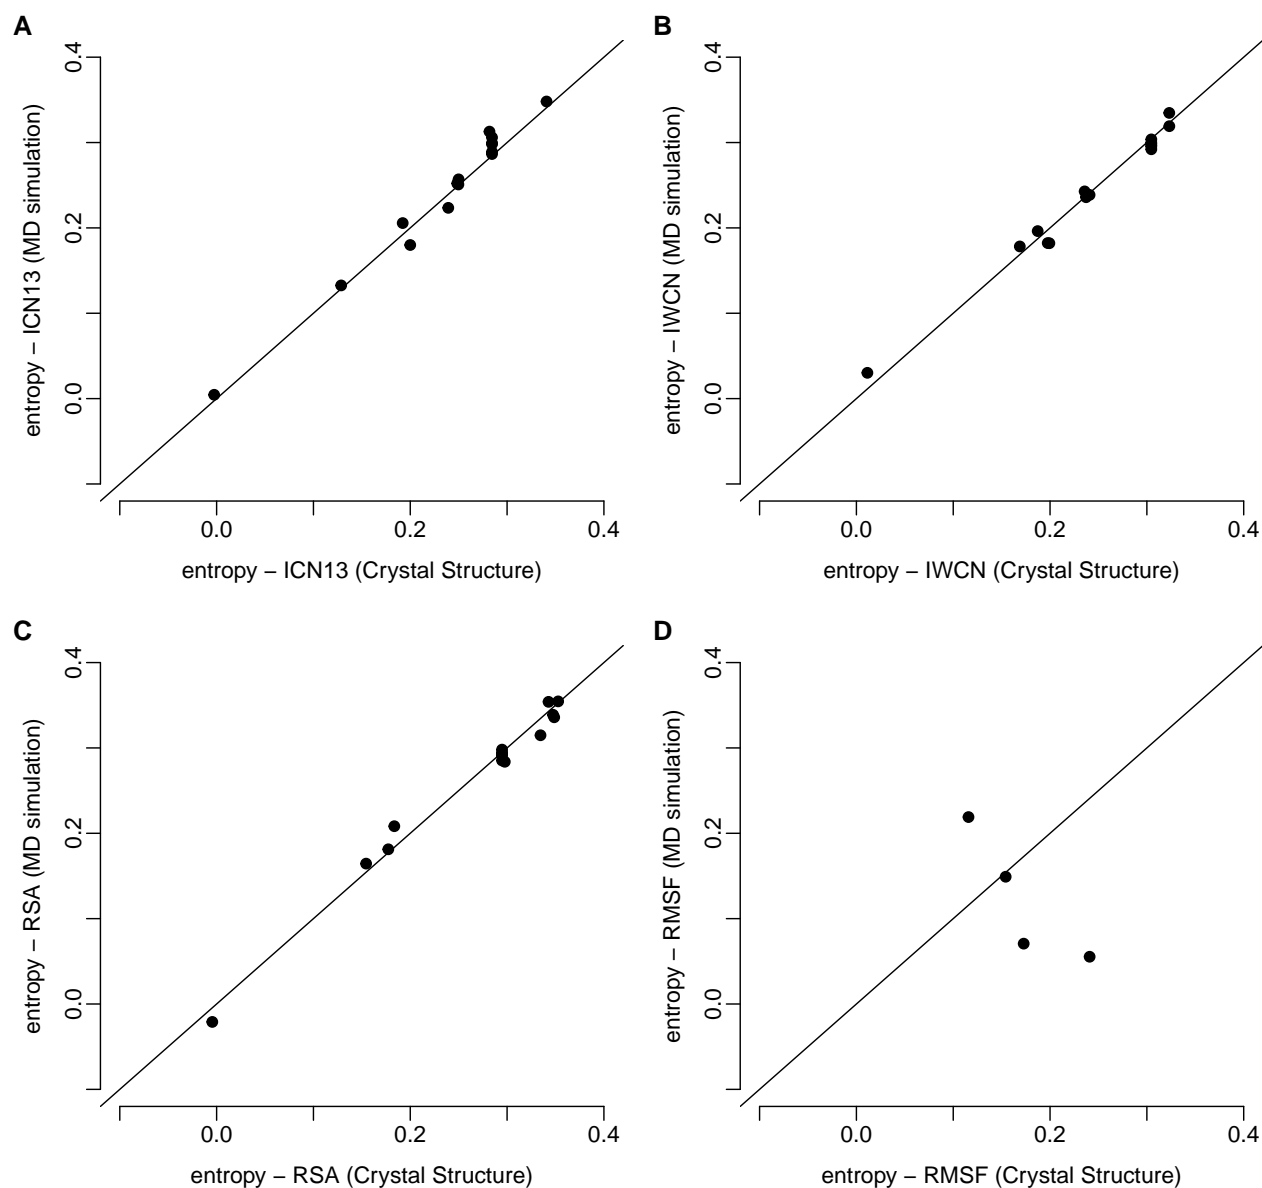 A
0.4
0.2
0.0
entropy – ICN13 (MD simulation)
0.0 0.2 0.4
entropy – ICN13 (Crystal Structure)
B
0.4
0.2
0.0
entropy – IWCN (MD simulation)
0.0 0.2 0.4
entropy – IWCN (Crystal Structure)
C
0.4
0.2
0.0
entropy – RSA (MD simulation)
0.0 0.2 0.4
entropy – RSA (Crystal Structure)
D
0.4
0.2
0.0
entropy – RMSF (MD simulation)
0.0 0.2 0.4
entropy – RMSF (Crystal Structure)